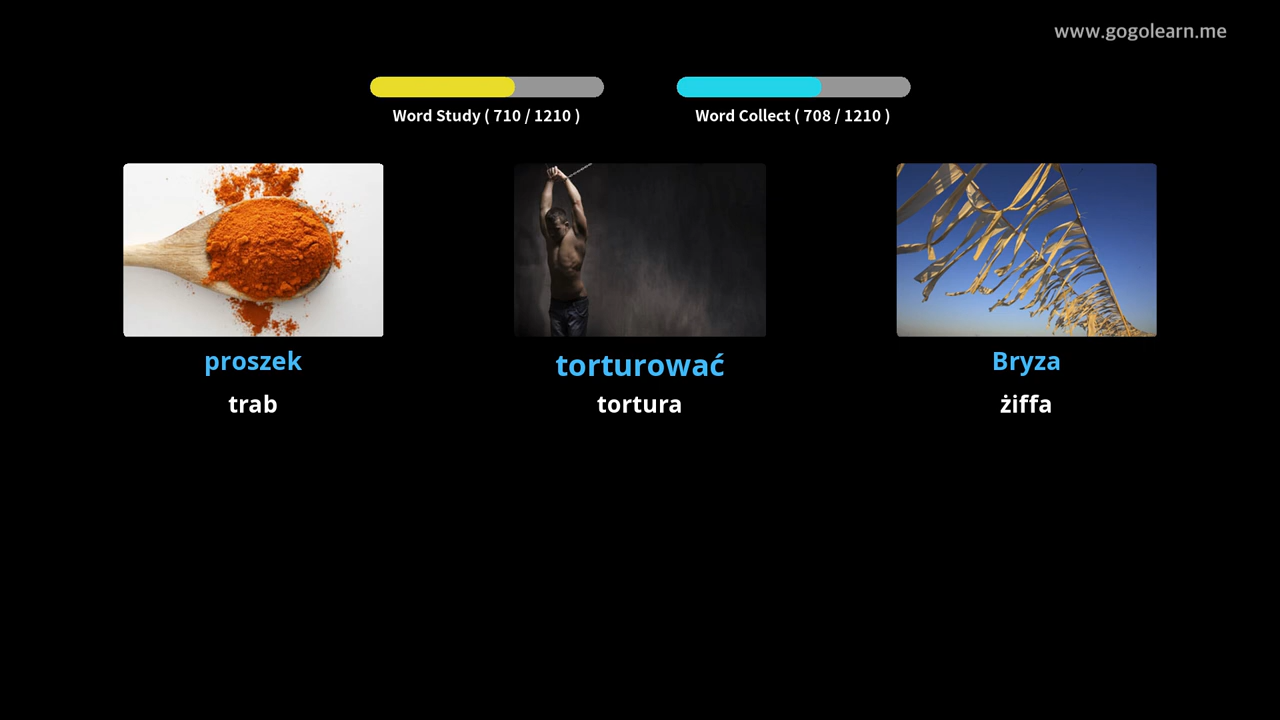 www.gogolearn.me
Word Study ( 710 / 1210 )
Word Collect ( 708 / 1210 )
proszek
torturować
Bryza
trab
tortura
żiffa